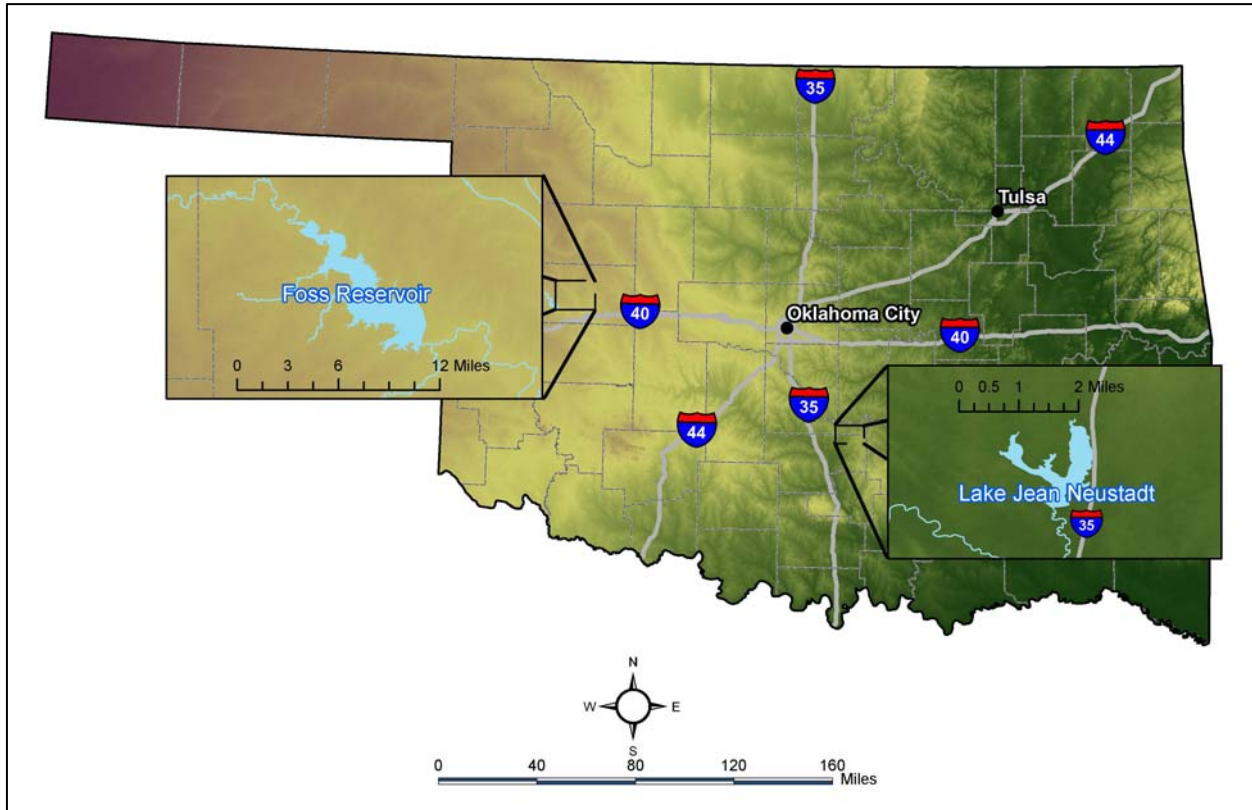 35
44
Tulsa
Foss Reservoir
0 3 6 12 Miles
40
Oklahoma City
40
0 0.5 1 2 Miles
35
44
Lake Jean Neustadt
35
N
W E
S
0 40 80 120 160
Miles